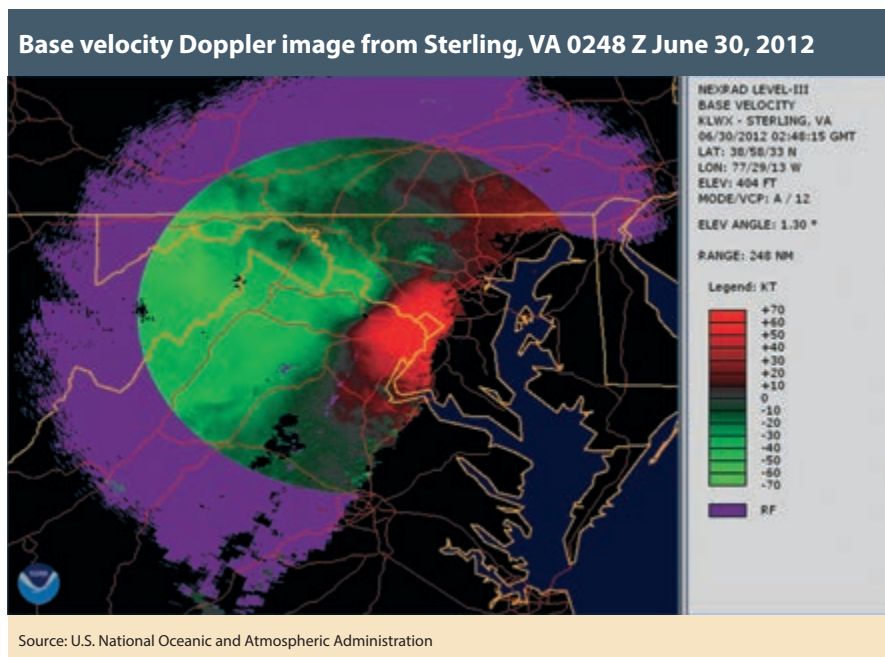 Base velocity Doppler image from Sterling, VA 0248 Z June 30, 2012
NEXRAD LEVEL-III
BASE VELOCITY
KLWX - STERLING, VA
06/30/2012 02:48:15 GMT
LAT: 38/58/33 N
LON: 77/29/13 W
ELEV: 404 FT
MODE/VCP: A / 12
ELEV ANGLE: 1.30 °
RANGE: 248 NM
Legend: KT
+70
+60
+50
+40
+30
+20
+10
0
-10
-20
-30
-40
-50
-60
-70
RF
Source: U.S. National Oceanic and Atmospheric Administration